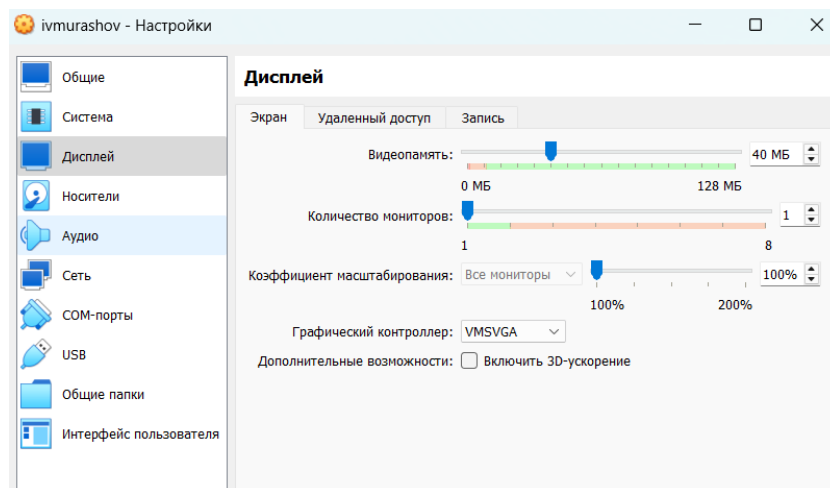 ivmurashov - Настройки
Общие
Система
Дисплей
Носители
Аудио
Сеть
COM-порты
USB
Общие папки
Интерфейс пользователя
Дисплей
Экран Удаленный доступ Запись
Видеопамять: 40 МБ
0 МБ 128 МБ
Количество мониторов: 1
1 8
Коэффициент масштабирования: Все мониторы 100%
100% 200%
Графический контроллер: VMSVGA
Дополнительные возможности: Включить 3D-ускорение